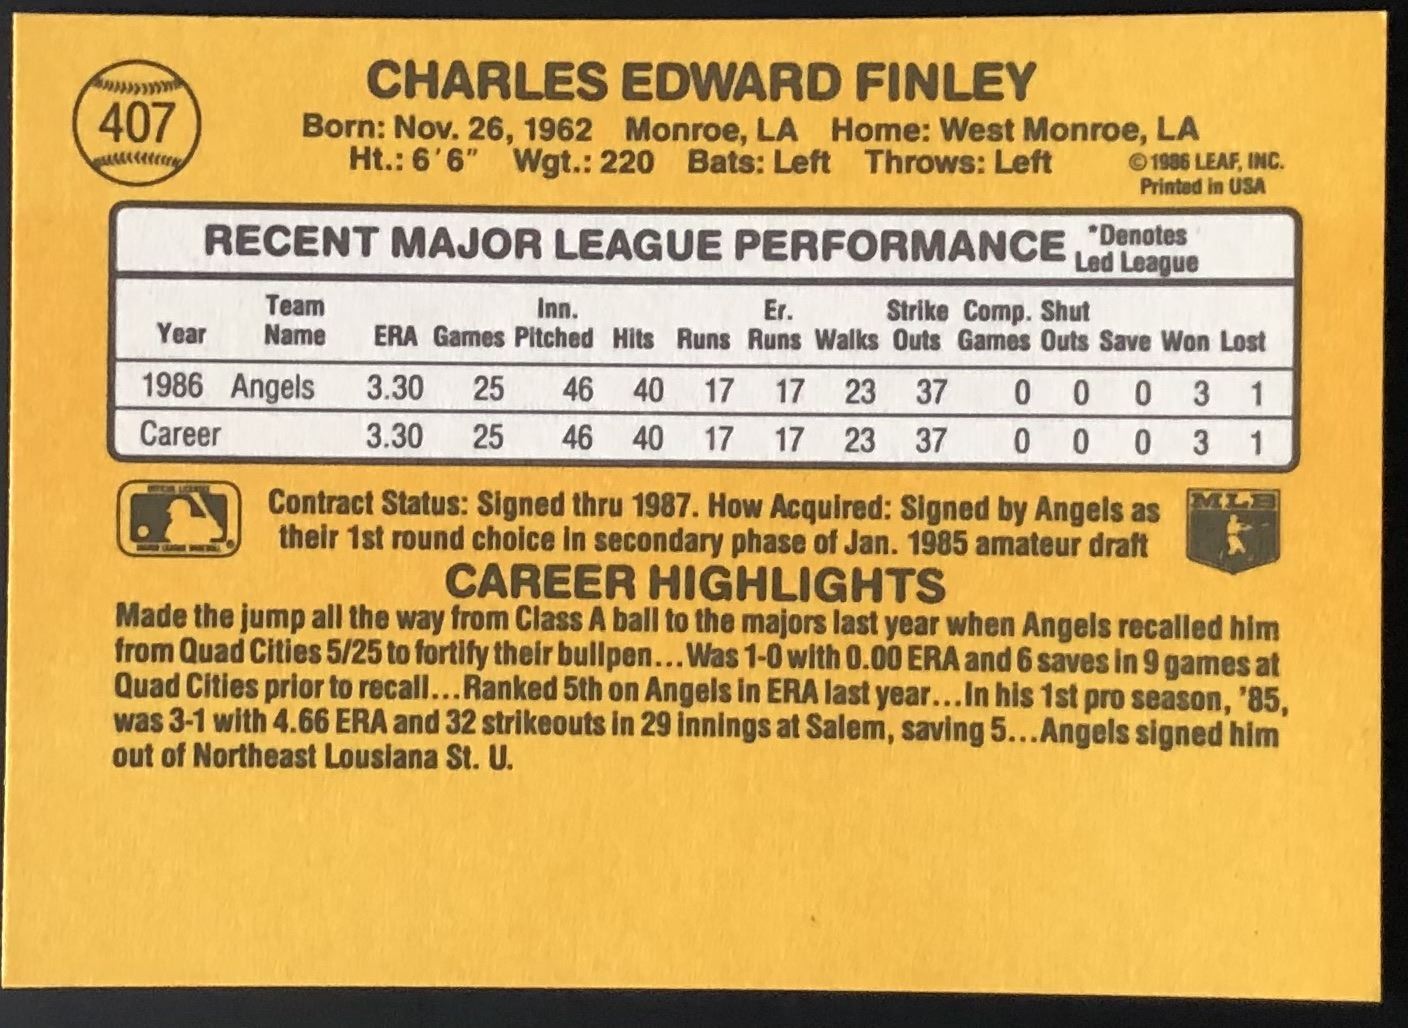 407
CHARLES EDWARD FINLEY
Born: Nov. 26, 1962 Monroe, LA Home: West Monroe, LA
Ht.: 6'6" Wgt.: 220 Bats: Left Throws: Left
©1986 LEAF, INC.
Printed in USA
RECENT MAJOR LEAGUE PERFORMANCE
*Denotes
Led League
Year Team Name ERA Games Inn. Pitched Hits Runs Er. Runs Walks Strike Outs Comp. Games Shut Outs Save Won Lost
1986 Angels 3.30 25 46 40 17 17 23 37 0 0 0 3 1
Career 3.30 25 46 40 17 17 23 37 0 0 0 3 1
Contract Status: Signed thru 1987. How Acquired: Signed by Angels as
their 1st round choice in secondary phase of Jan. 1985 amateur draft
MLB
CAREER HIGHLIGHTS
Made the jump all the way from Class A ball to the majors last year when Angels recalled him
from Quad Cities 5/25 to fortify their bullpen...Was 1-0 with 0.00 ERA and 6 saves in 9 games at
Quad Cities prior to recall...Ranked 5th on Angels in ERA last year...In his 1st pro season, '85,
was 3-1 with 4.66 ERA and 32 strikeouts in 29 innings at Salem, saving 5...Angels signed him
out of Northeast Lousiana St. U.